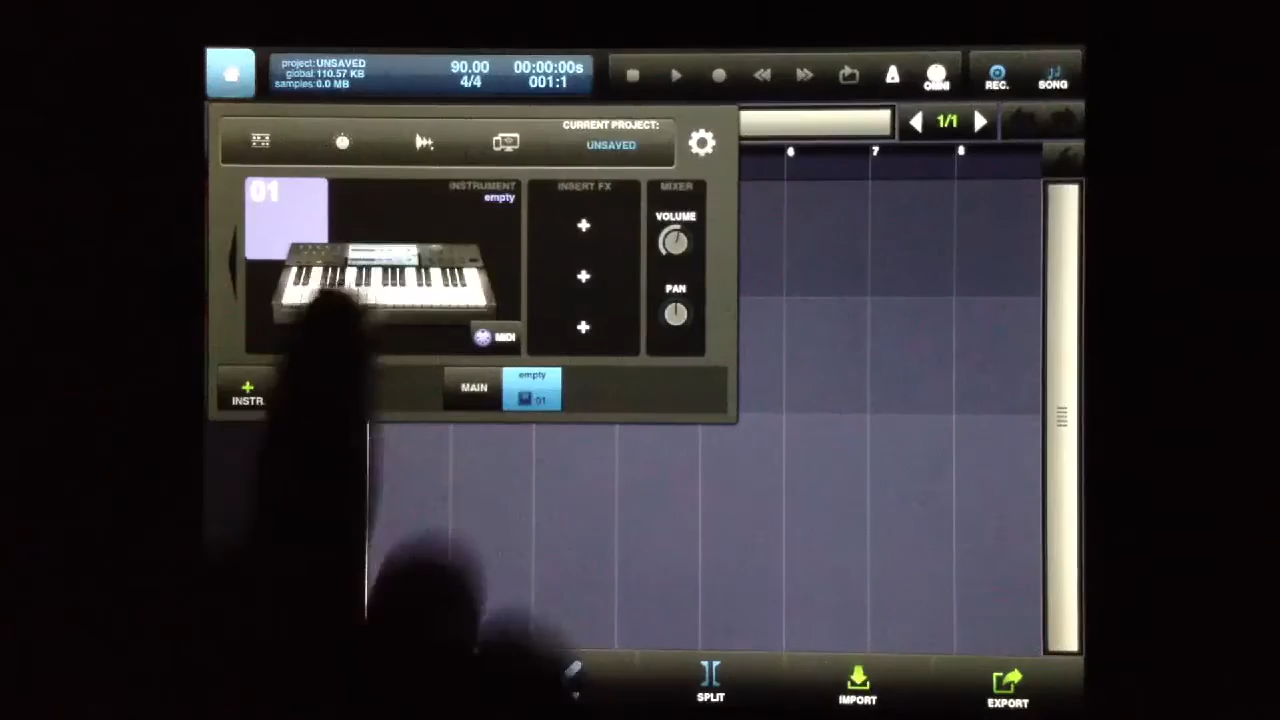 project:UNSAVED
global:110.57 KB
samples:0.0 MB
90.00
4/4
00:00:00s
001:1
OMNI
REC.
SONG
CURRENT PROJECT:
UNSAVED
1/1
6
7
8
01
INSTRUMENT
empty
INSERT FX
MIXER
VOLUME
PAN
MIDI
INSTR.
MAIN
empty
01
SPLIT
IMPORT
EXPORT